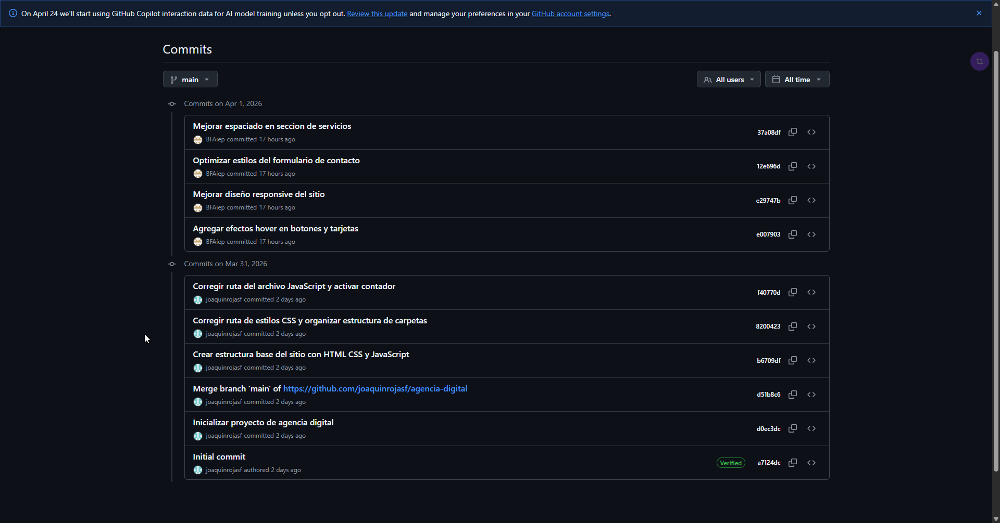 On April 24 we'll start using GitHub Copilot interaction data for AI model training unless you opt out. Review this update and manage your preferences in your GitHub account settings.
Commits
main
All users
All time
Commits on Apr 1, 2026
Mejorar espaciado en seccion de servicios
BFAiep committed 17 hours ago
37a08df
Optimizar estilos del formulario de contacto
BFAiep committed 17 hours ago
12e696d
Mejorar diseño responsive del sitio
BFAiep committed 17 hours ago
e29747b
Agregar efectos hover en botones y tarjetas
BFAiep committed 17 hours ago
e007903
Commits on Mar 31, 2026
Corregir ruta del archivo JavaScript y activar contador
joaquinrojasf committed 2 days ago
f40770d
Corregir ruta de estilos CSS y organizar estructura de carpetas
joaquinrojasf committed 2 days ago
8200423
Crear estructura base del sitio con HTML CSS y JavaScript
joaquinrojasf committed 2 days ago
b6709df
Merge branch 'main' of https://github.com/joaquinrojasf/agencia-digital
joaquinrojasf committed 2 days ago
d51b8c6
Inicializar proyecto de agencia digital
joaquinrojasf committed 2 days ago
d0ec3dc
Initial commit
joaquinrojasf authored 2 days ago
Verified
a7124dc